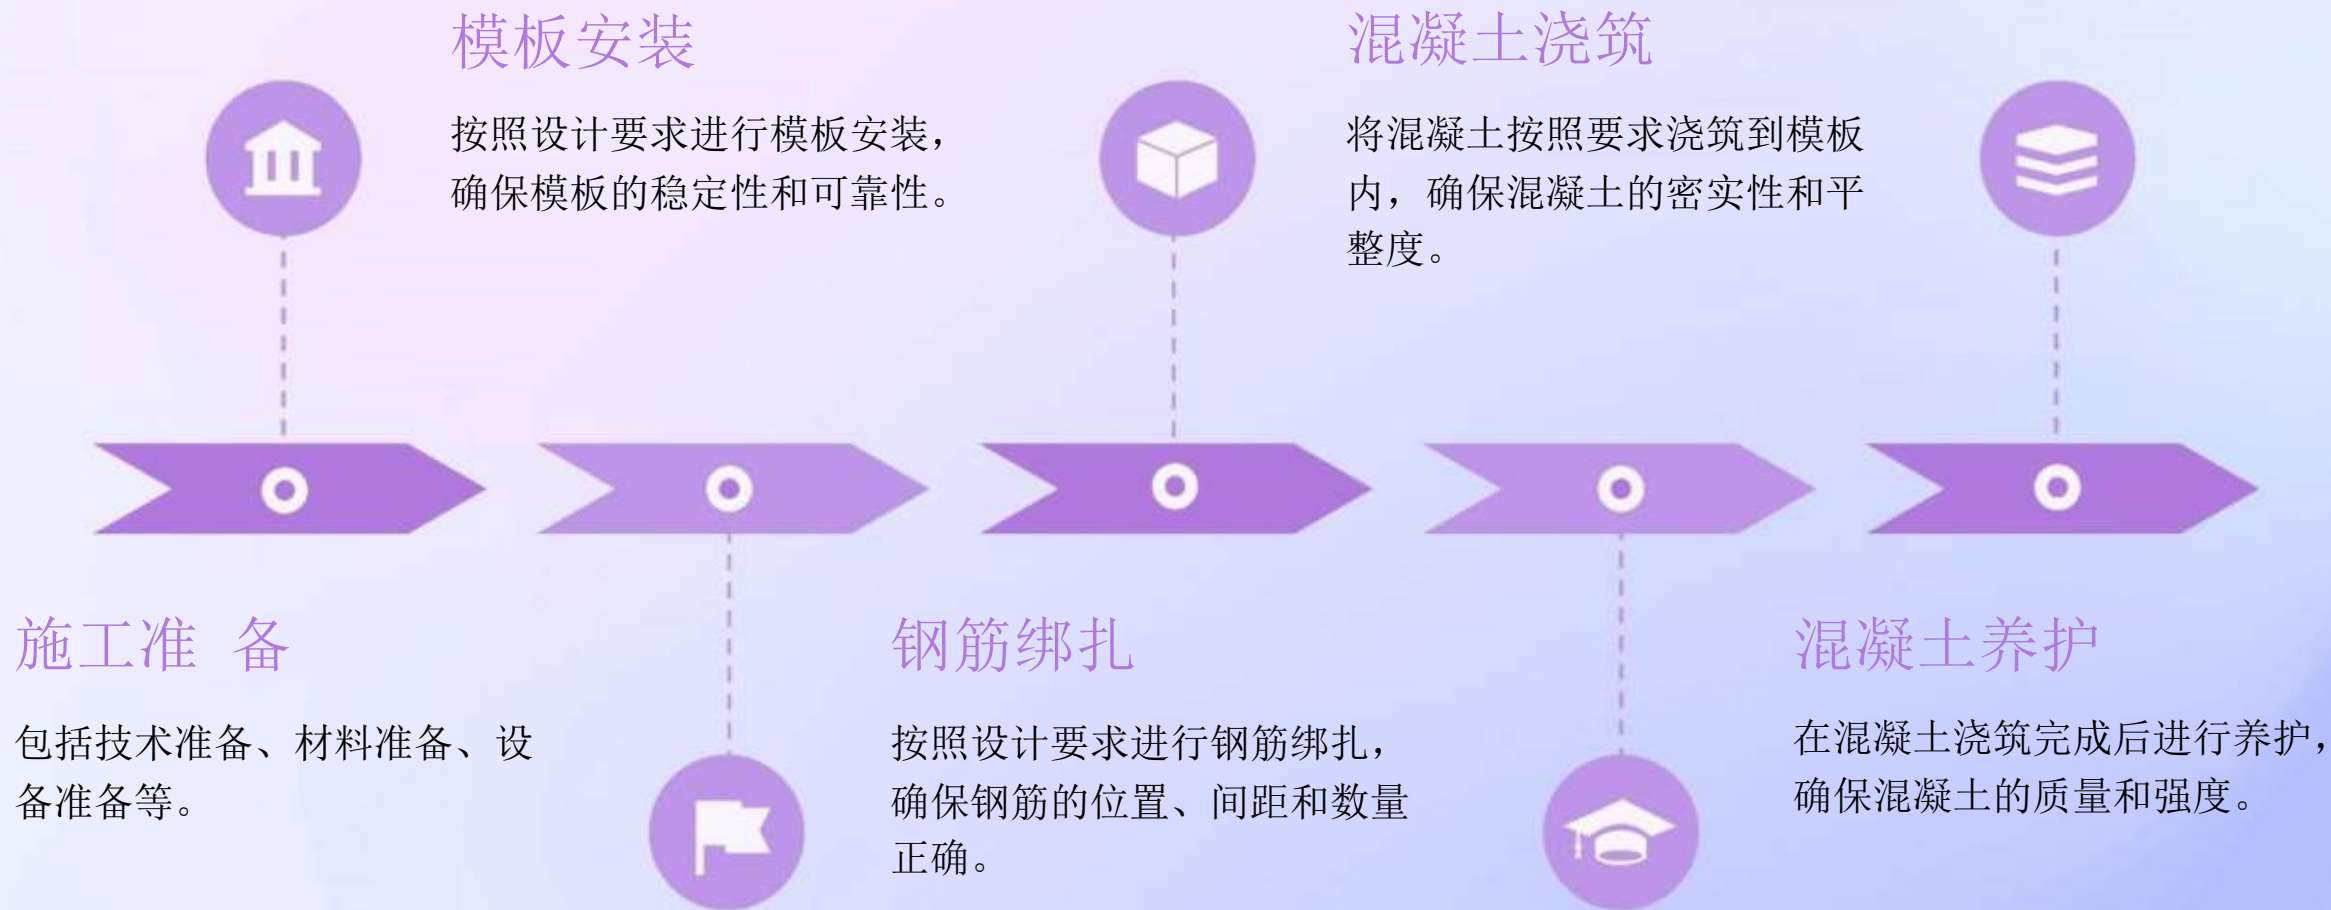 模板安装
按照设计要求进行模板安装，
确保模板的稳定性和可靠性。
混凝土浇筑
将混凝土按照要求浇筑到模板
内，确保混凝土的密实性和平
整度。
施工准 备
包括技术准备、材料准备、设
备准备等。
钢筋绑扎
按照设计要求进行钢筋绑扎，
确保钢筋的位置、间距和数量
正确。
混凝土养护
在混凝土浇筑完成后进行养护，
确保混凝土的质量和强度。